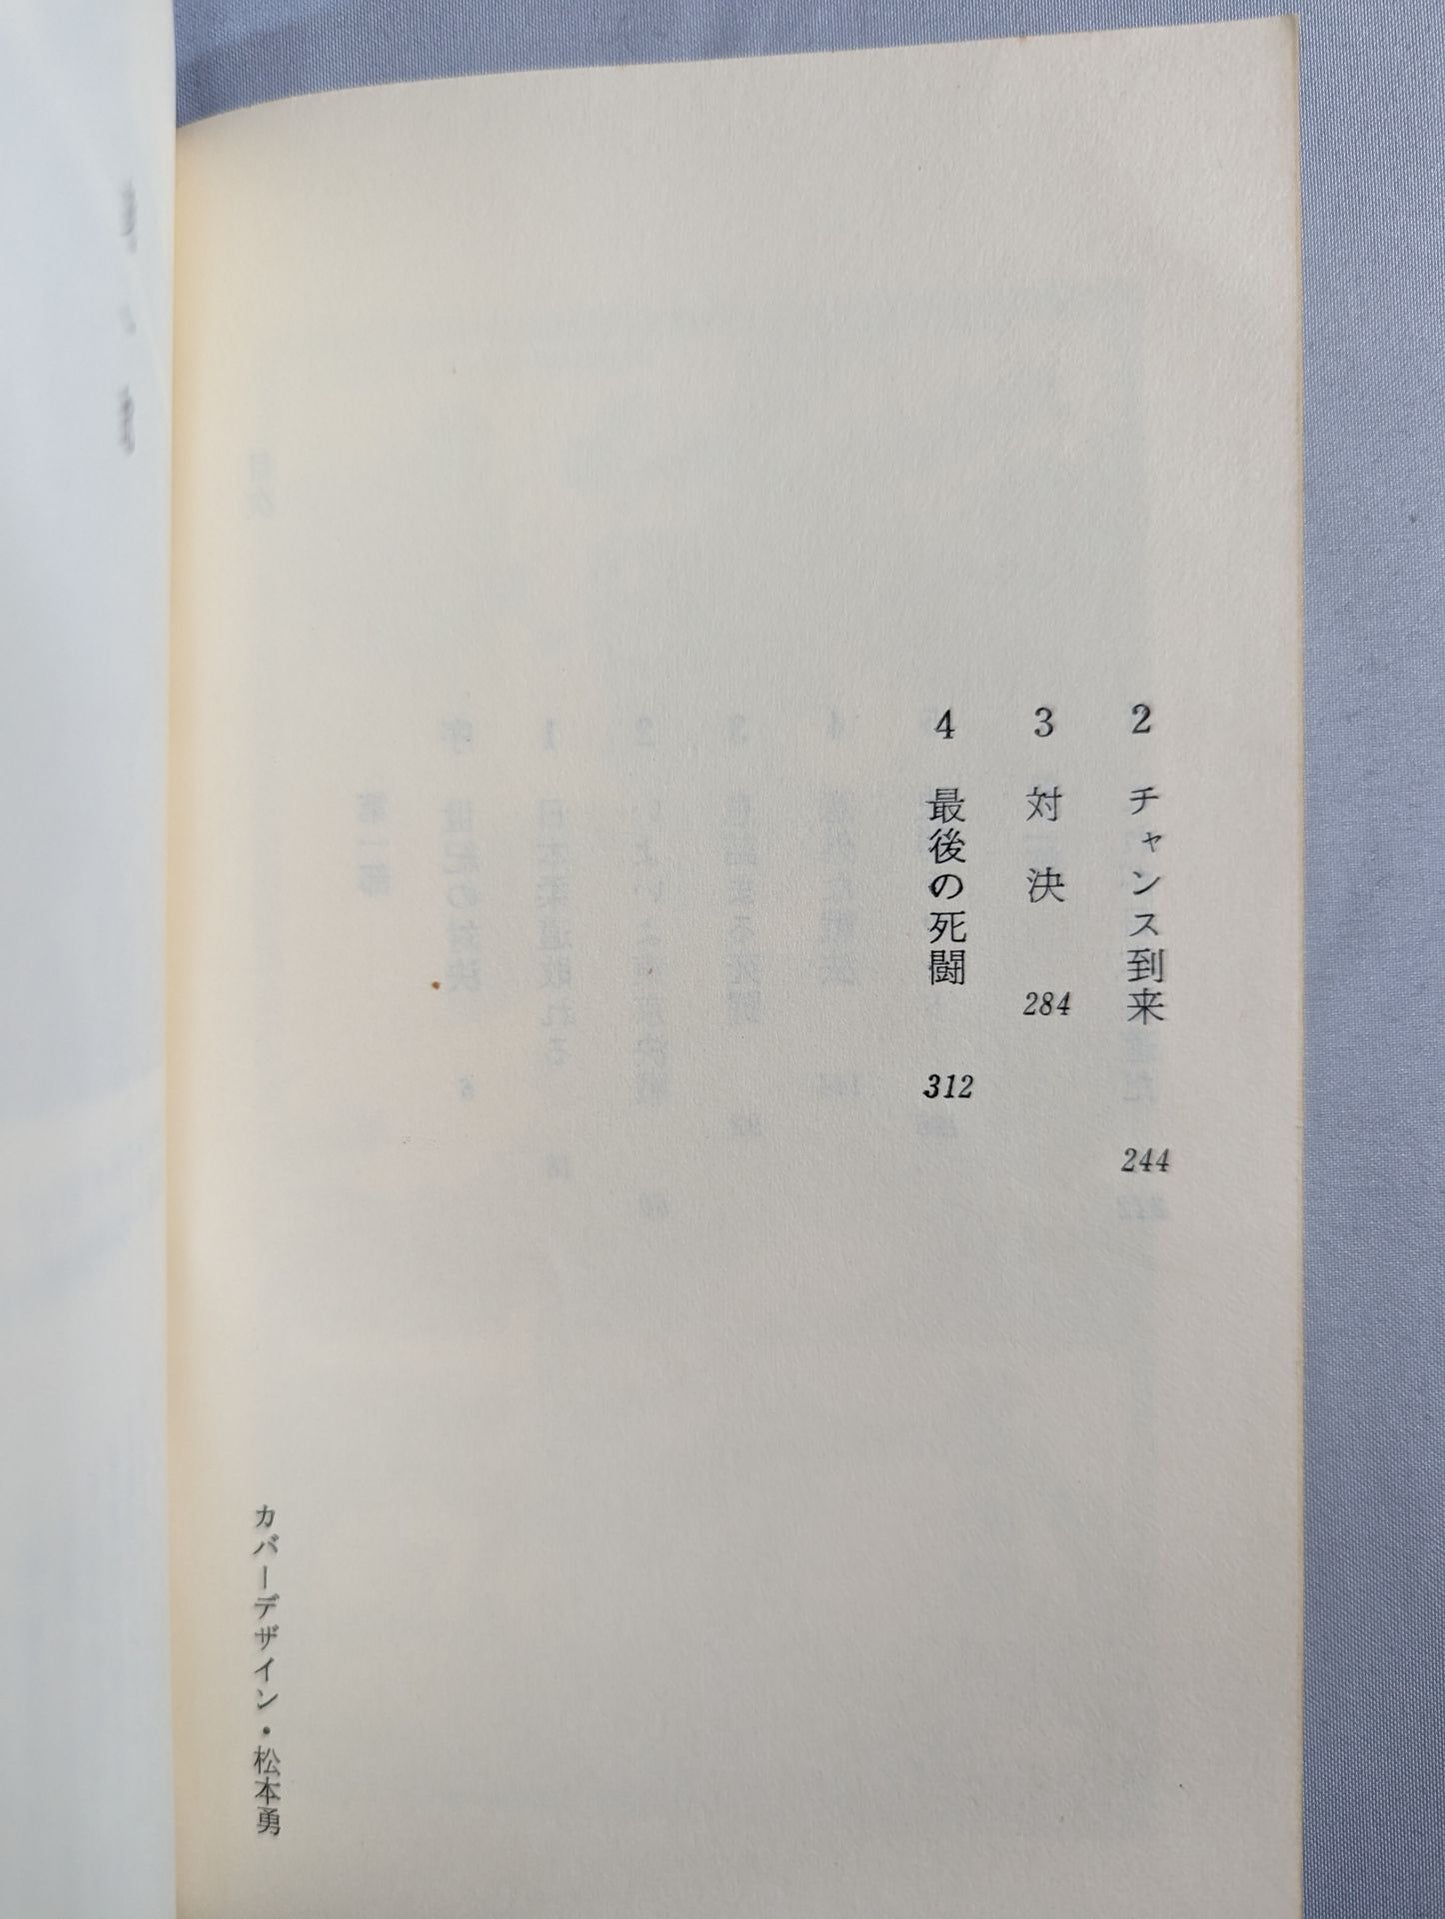 2 チャンス到来 244
3 対決 284
4 最後の死闘 312
カバーデザイン・松本勇